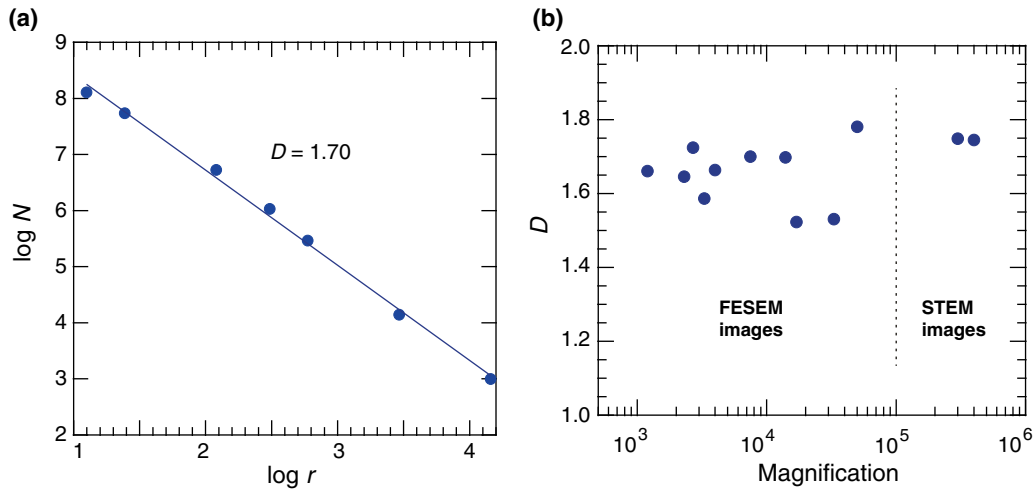 (a)
9
8
7
6
5
4
3
2
log N
D = 1.70
1
2
3
4
log r
(b)
2.0
1.8
1.6
1.4
1.2
1.0
D
FESEM
images
STEM
images
10³
10⁴
10⁵
10⁶
Magnification